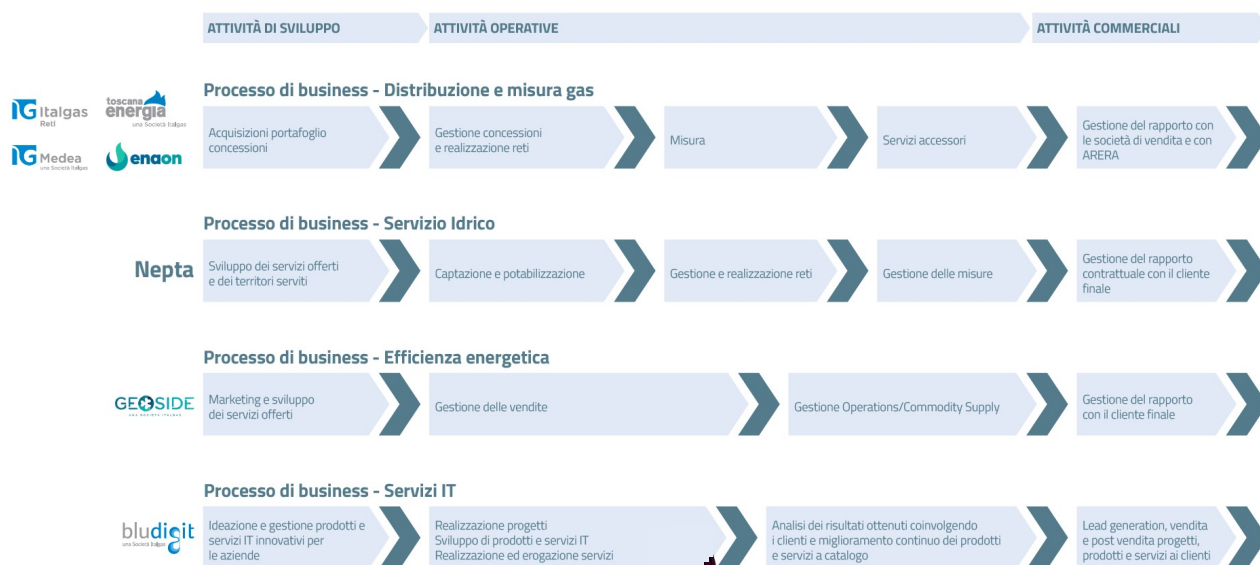 ATTIVITÀ DI SVILUPPO
ATTIVITÀ OPERATIVE
ATTIVITÀ COMMERCIALI
Processo di business - Distribuzione e misura gas
Italgas
Reti
toscana
energia
una Società Italgas
Medea
una Società Italgas
enaon
Acquisizioni portafoglio
concessioni
Gestione concessioni
e realizzazione reti
Misura
Servizi accessori
Gestione del rapporto con
le società di vendita e con
ARERA
Processo di business - Servizio Idrico
Nepta
Sviluppo dei servizi offerti
e dei territori serviti
Captazione e potabilizzazione
Gestione e realizzazione reti
Gestione delle misure
Gestione del rapporto
contrattuale con il cliente
finale
Processo di business - Efficienza energetica
GEOSIDE
UNA SOCIETÀ ITALGAS
Marketing e sviluppo
dei servizi offerti
Gestione delle vendite
Gestione Operations/Commodity Supply
Gestione del rapporto
con il cliente finale
Processo di business - Servizi IT
bludigit
una Società Italgas
Ideazione e gestione prodotti e
servizi IT innovativi per
le aziende
Realizzazione progetti
Sviluppo di prodotti e servizi IT
Realizzazione ed erogazione servizi
Analisi dei risultati ottenuti coinvolgendo
i clienti e miglioramento continuo dei prodotti
e servizi a catalogo
Lead generation, vendita
e post vendita progetti,
prodotti e servizi ai clienti